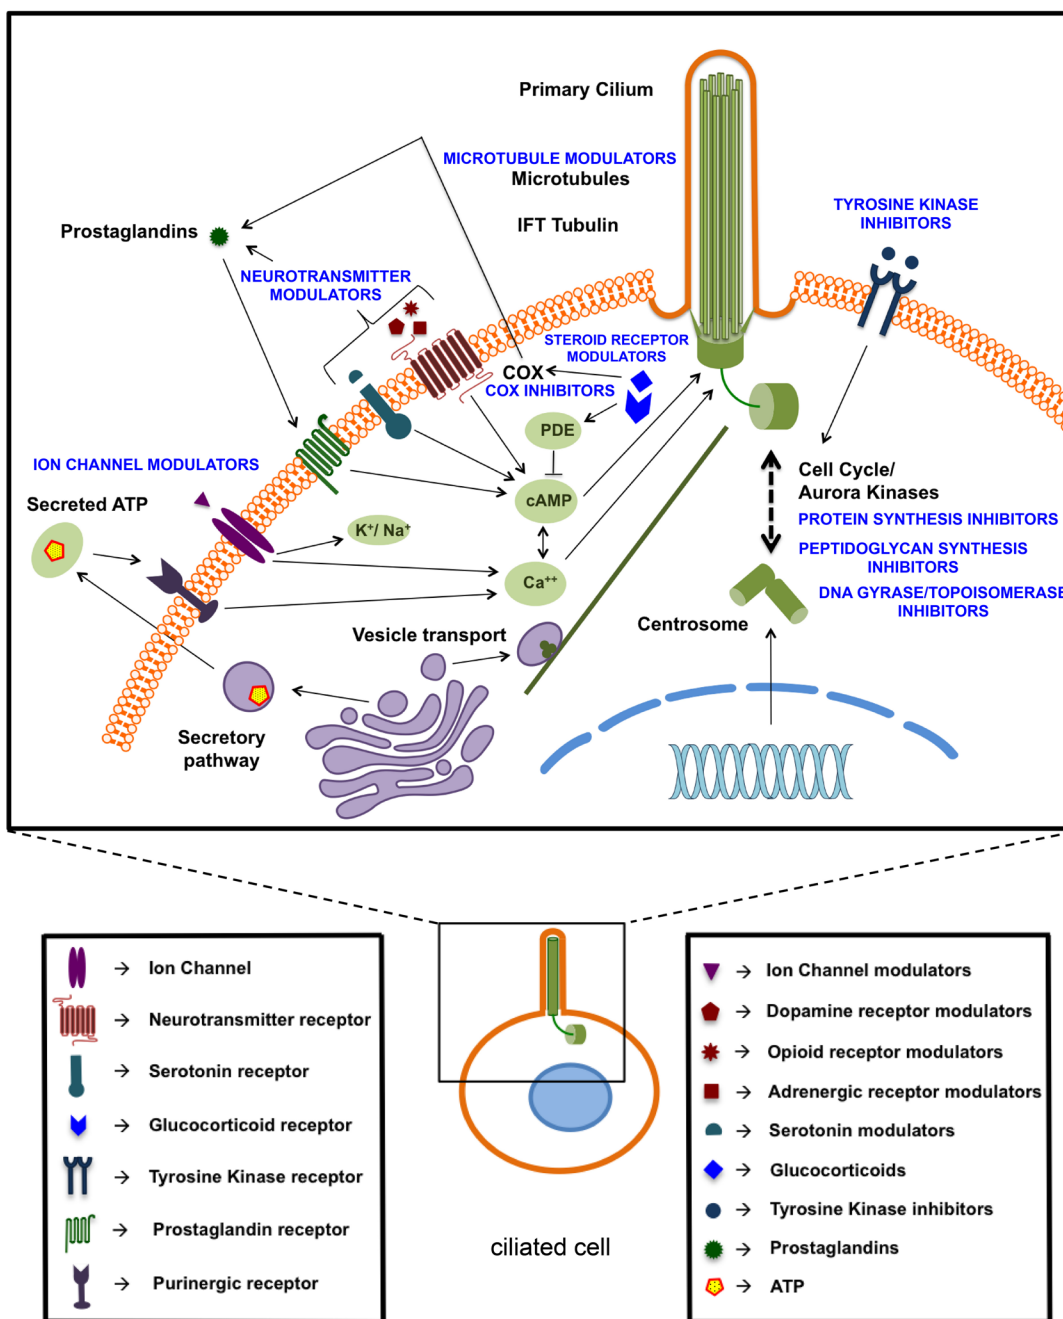 Primary Cilium
MICROTUBULE MODULATORS
Microtubules
IFT Tubulin
TYROSINE KINASE
INHIBITORS
Prostaglandins
NEUROTRANSMITTER
MODULATORS
STEROID RECEPTOR
MODULATORS
COX
COX INHIBITORS
PDE
ION CHANNEL MODULATORS
Secreted ATP
K⁺/ Na⁺
cAMP
Ca⁺⁺
Cell Cycle/
Aurora Kinases
PROTEIN SYNTHESIS INHIBITORS
PEPTIDOGLYCAN SYNTHESIS
INHIBITORS
DNA GYRASE/TOPOISOMERASE
INHIBITORS
Centrosome
Vesicle transport
Secretory
pathway
Ion Channel
Neurotransmitter receptor
Serotonin receptor
Glucocorticoid receptor
Tyrosine Kinase receptor
Prostaglandin receptor
Purinergic receptor
ciliated cell
Ion Channel modulators
Dopamine receptor modulators
Opioid receptor modulators
Adrenergic receptor modulators
Serotonin modulators
Glucocorticoids
Tyrosine Kinase inhibitors
Prostaglandins
ATP